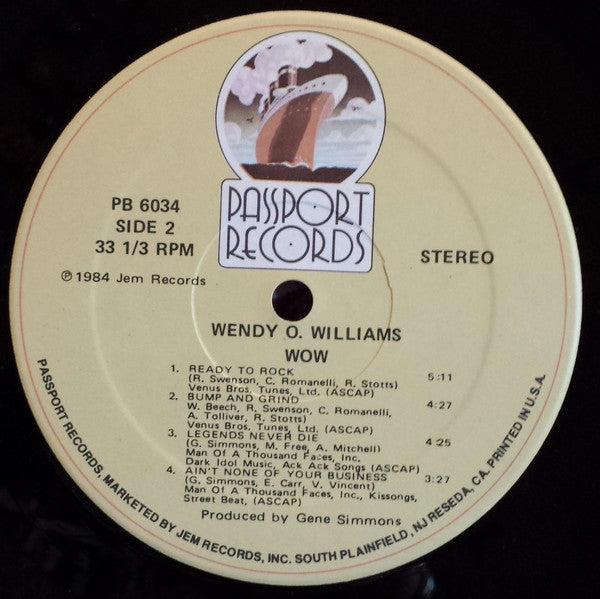 PASSPORT
RECORDS
PB 6034
SIDE 2
33 1/3 RPM
STEREO
℗ 1984 Jem Records
WENDY O. WILLIAMS
WOW
1. READY TO ROCK 5:11
(R. Swenson, C. Romanelli, R. Stotts)
Venus Bros. Tunes, Ltd. (ASCAP)
2. BUMP AND GRIND 4:27
W. Beech, R. Swenson, C. Romanelli,
A. Tolliver, R. Stotts)
Venus Bros. Tunes, Ltd. (ASCAP)
3. LEGENDS NEVER DIE 4:25
(G. Simmons, M. Free, A. Mitchell)
Man Of A Thousand Faces, Inc.
Dark Idol Music, Ack Ack Songs (ASCAP)
4. AIN'T NONE OF YOUR BUSINESS 3:27
(G. Simmons, E. Carr, V. Vincent)
Man Of A Thousand Faces, Inc., Kissongs,
Street Beat, (ASCAP)
Produced by Gene Simmons
PASSPORT RECORDS, MARKETED BY JEM RECORDS, INC. SOUTH PLAINFIELD, NJ RESEDA, CA. PRINTED IN U.S.A.